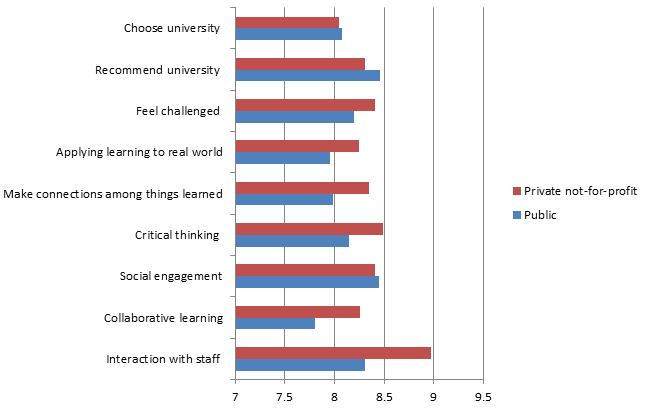 Choose university
Recommend university
Feel challenged
Applying learning to real world
Make connections among things learned
Critical thinking
Social engagement
Collaborative learning
Interaction with staff
Private not-for-profit
Public
7 7.5 8 8.5 9 9.5